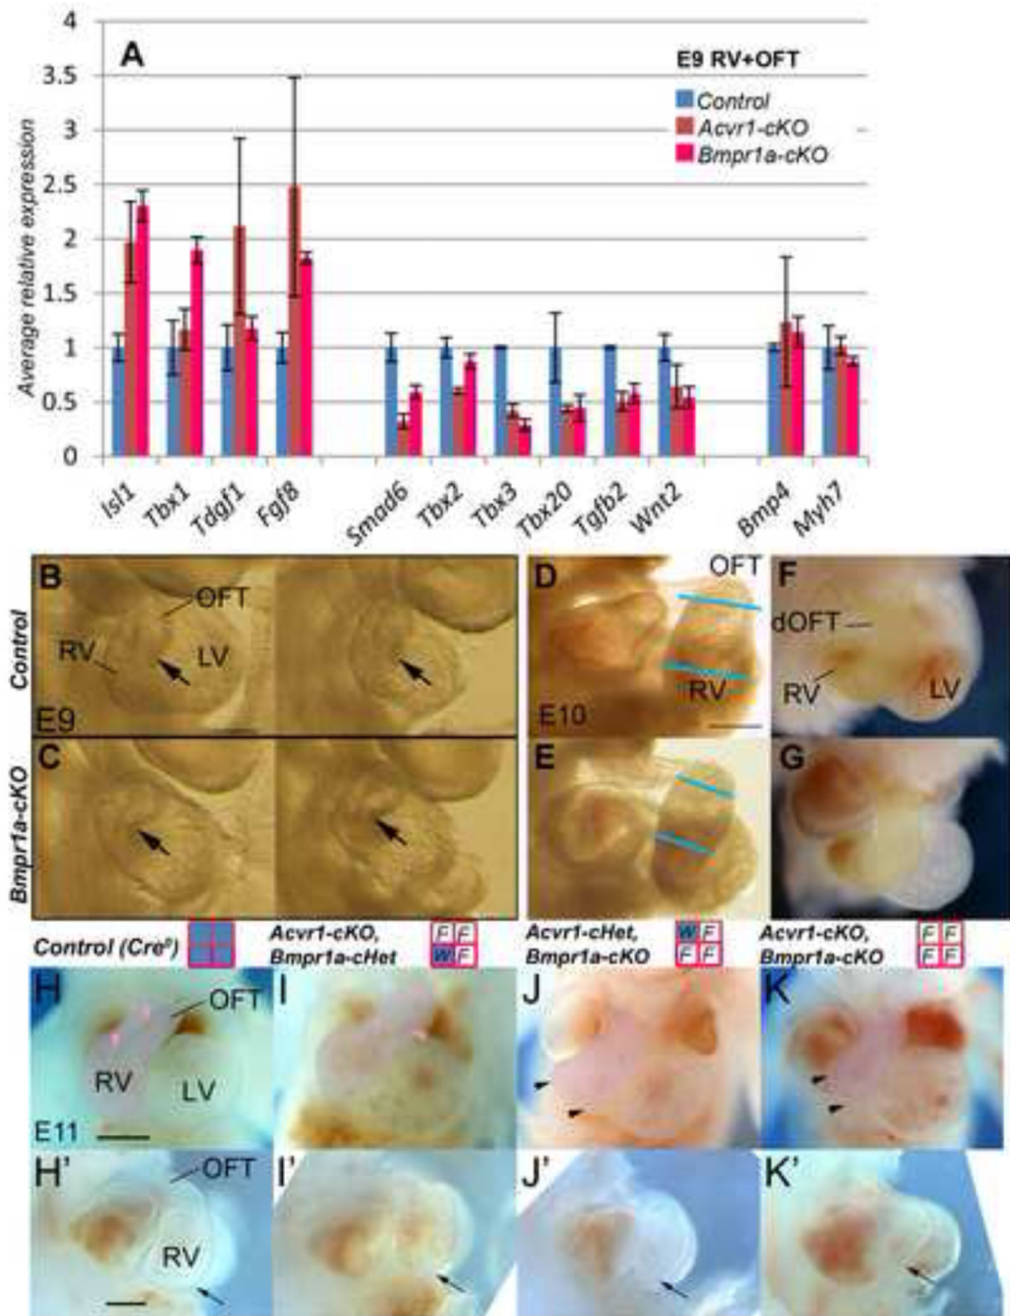 A
E9 RV+OFT
Control
Acvr1-cKO
Bmpr1a-cKO
Average relative expression
4
3.5
3
2.5
2
1.5
1
0.5
0
Isl1
Tbx1
Tdgf1
Fgf8
Smad6
Tbx2
Tbx3
Tbx20
Tgfb2
Wnt2
Bmp4
Myh7
Control
B
OFT
RV
LV
E9
D
OFT
RV
E10
F
dOFT
RV
LV
Bmpr1a-cKO
C
E
G
Control (Cre⁰)
Acvr1-cKO, F F
Bmpr1a-cHet W F
Acvr1-cHet, W F
Bmpr1a-cKO F F
Acvr1-cKO, F F
Bmpr1a-cKO F F
H
OFT
RV
LV
E11
I
J
K
H'
OFT
RV
I'
J'
K'